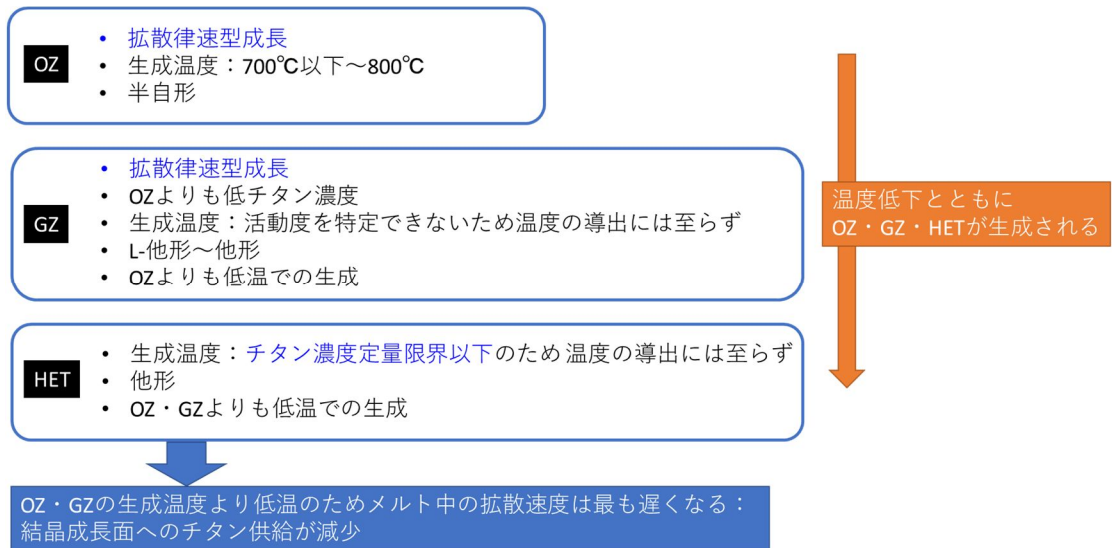 OZ
• 拡散律速型成長
• 生成温度：700℃以下～800℃
• 半自形
GZ
• 拡散律速型成長
• OZよりも低チタン濃度
• 生成温度：活動度を特定できないため温度の導出には至らず
• L-他形～他形
• OZよりも低温での生成
HET
• 生成温度：チタン濃度定量限界以下のため温度の導出には至らず
• 他形
• OZ・GZよりも低温での生成
温度低下とともに
OZ・GZ・HETが生成される
OZ・GZの生成温度より低温のためメルト中の拡散速度は最も遅くなる：
結晶成長面へのチタン供給が減少